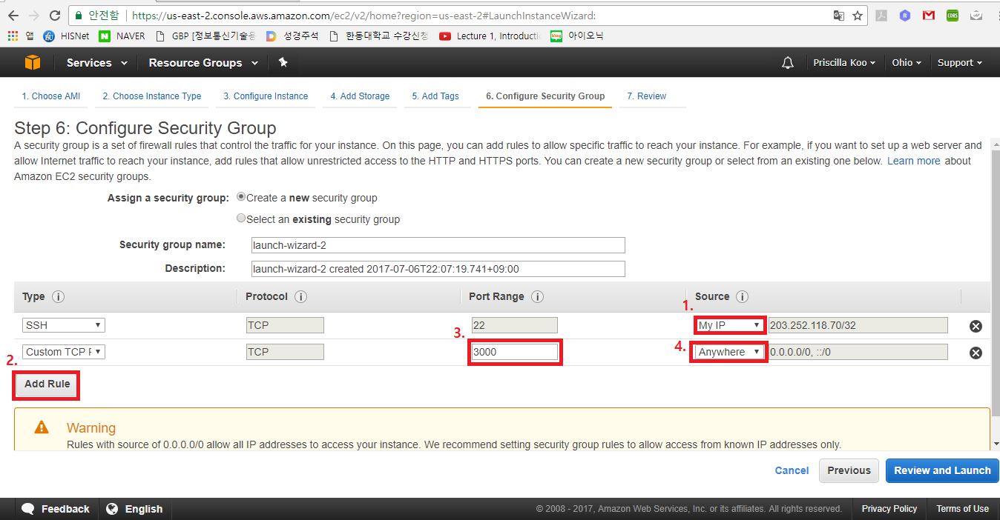 안전함 https://us-east-2.console.aws.amazon.com/ec2/v2/home?region=us-east-2#LaunchInstanceWizard:
앱 HISNet NAVER GBP [정보통신기술 성경주석 한동대학교 수강신청 Lecture 1, Introducti 아이오닉
Services Resource Groups Priscilla Koo Ohio Support
1. Choose AMI 2. Choose Instance Type 3. Configure Instance 4. Add Storage 5. Add Tags 6. Configure Security Group 7. Review
Step 6: Configure Security Group
A security group is a set of firewall rules that control the traffic for your instance. On this page, you can add rules to allow specific traffic to reach your instance. For example, if you want to set up a web server and
allow Internet traffic to reach your instance, add rules that allow unrestricted access to the HTTP and HTTPS ports. You can create a new security group or select from an existing one below. Learn more about
Amazon EC2 security groups.
Assign a security group: Create a new security group
Select an existing security group
Security group name: launch-wizard-2
Description: launch-wizard-2 created 2017-07-06T22:07:19.741+09:00
Type Protocol Port Range Source
1.
SSH TCP 22 My IP 203.252.118.70/32
3.
4.
Custom TCP F TCP 3000 Anywhere 0.0.0.0/0, ::/0
2.
Add Rule
Warning
Rules with source of 0.0.0.0/0 allow all IP addresses to access your instance. We recommend setting security group rules to allow access from known IP addresses only.
Cancel Previous Review and Launch
Feedback English © 2008 - 2017, Amazon Web Services, Inc. or its affiliates. All rights reserved. Privacy Policy Terms of Use